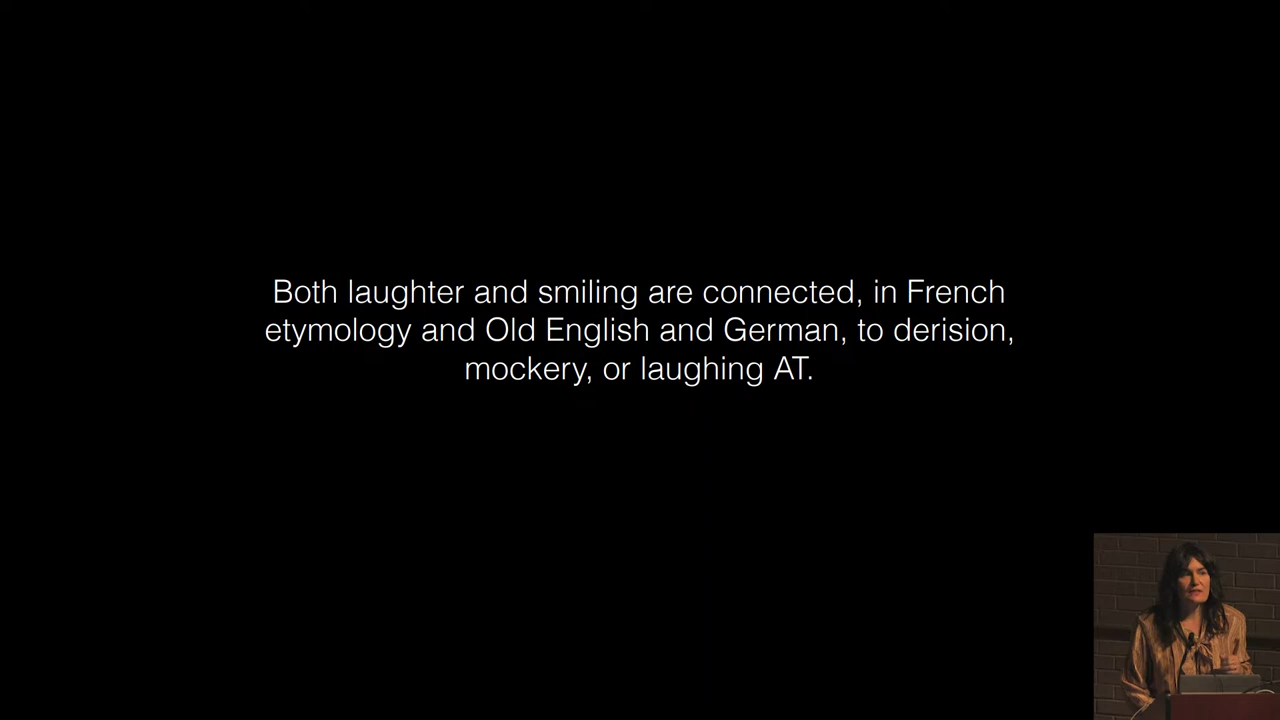 Both laughter and smiling are connected, in French
etymology and Old English and German, to derision,
mockery, or laughing AT.